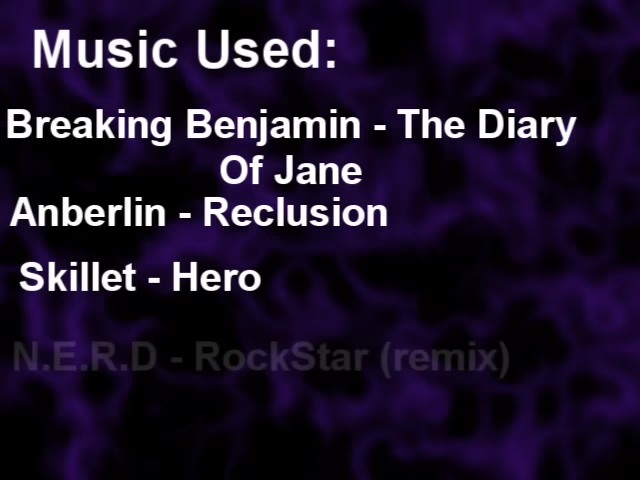 Music Used:
Breaking Benjamin - The Diary
Of Jane
Anberlin - Reclusion
Skillet - Hero
N.E.R.D - RockStar (remix)